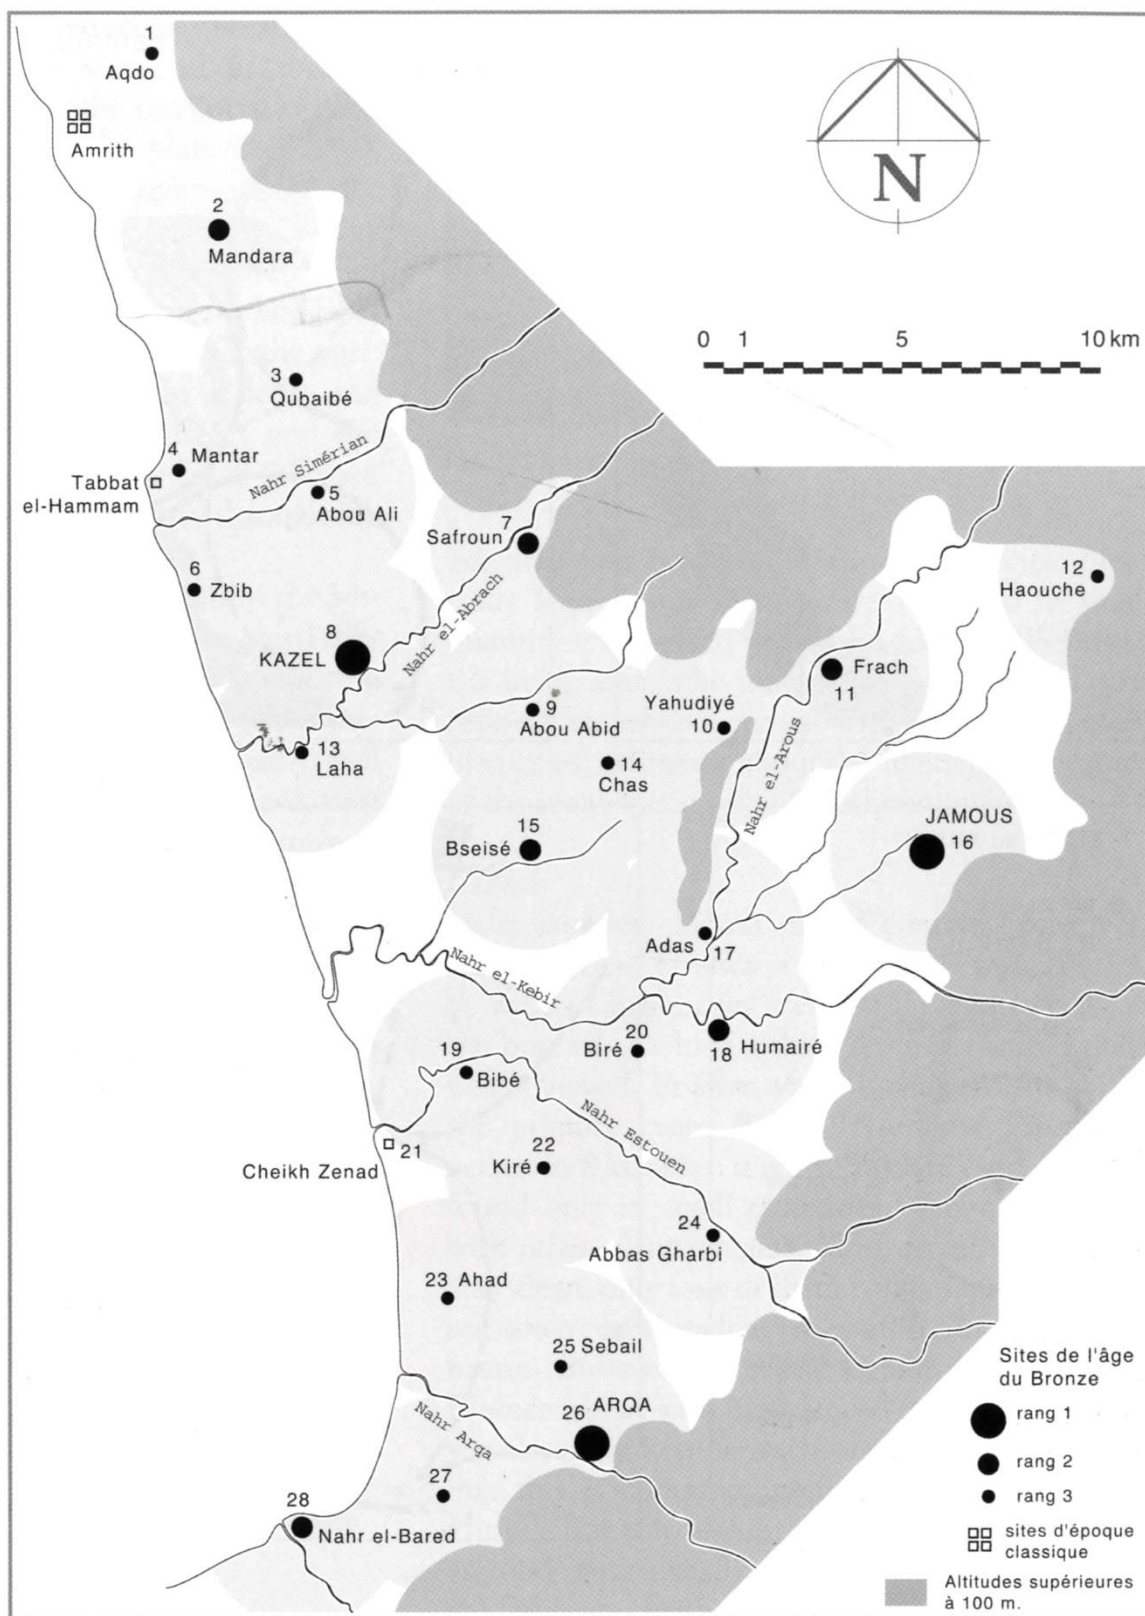 1
Aqdo
Amrith
2
Mandara
N
0 1 5 10 km
3
Qubaibé
4
Mantar
Tabbat
el-Hammam
Nahr Simérian
5
Abou Ali
6
Zbib
7
Safroun
8
KAZEL
Nahr el-Abrach
9
Abou Abid
Yahudiyé
10
Frach
11
12
Haouche
13
Laha
14
Chas
Nahr el-Arous
15
Bseisé
JAMOUS
16
Adas
17
Nahr el-Kebir
20
Biré
18
Humairé
19
Bibé
Nahr Estouen
21
Cheikh Zenad
22
Kiré
24
Abbas Gharbi
23 Ahad
25 Sebail
ARQA
26
Nahr Arqa
27
28
Nahr el-Bared
Sites de l'âge
du Bronze
rang 1
rang 2
rang 3
sites d'époque
classique
Altitudes supérieures
à 100 m.